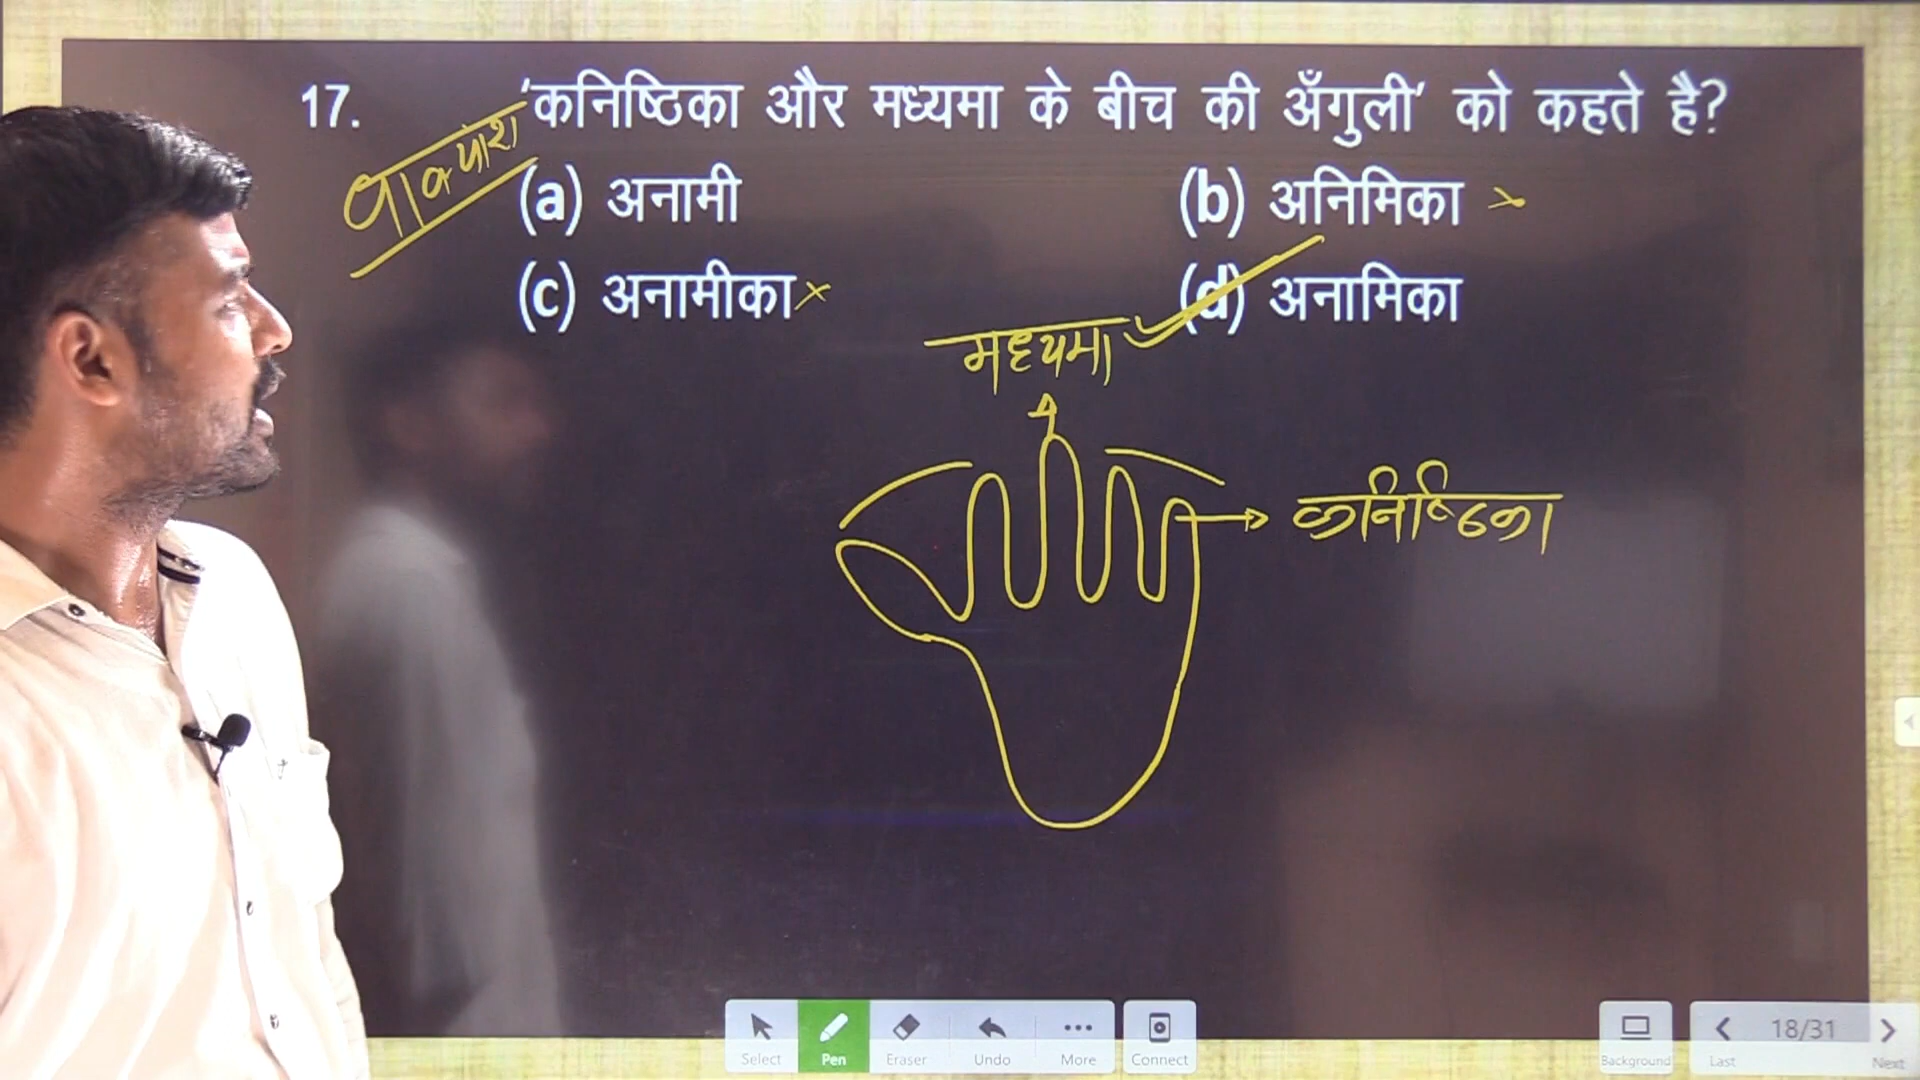 17. 'कनिष्ठिका और मध्यमा के बीच की अँगुली' को कहते है?
वाक्यांश
(a) अनामी (b) अनिमिका ×
(c) अनामीका × (d) अनामिका
मध्यमा
कनिष्ठिका
Select Pen Eraser Undo More Connect Background Last 18/31 Next